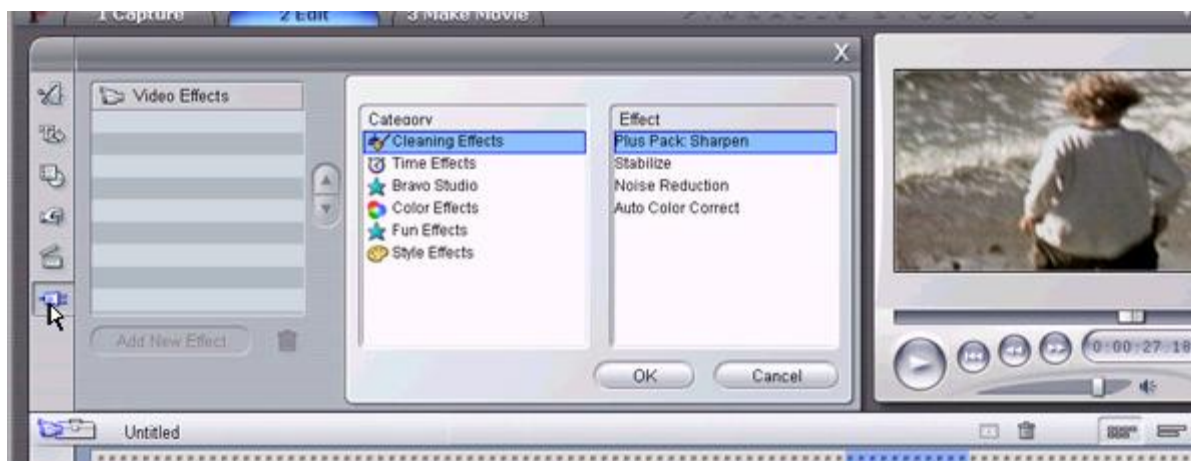 1 Capture
2 Edit
3 Make Movie
X
Video Effects
Category
Cleaning Effects
Time Effects
Bravo Studio
Color Effects
Fun Effects
Style Effects
Effect
Plus Pack: Sharpen
Stabilize
Noise Reduction
Auto Color Correct
Add New Effect
OK
Cancel
0:00:27.18
Untitled